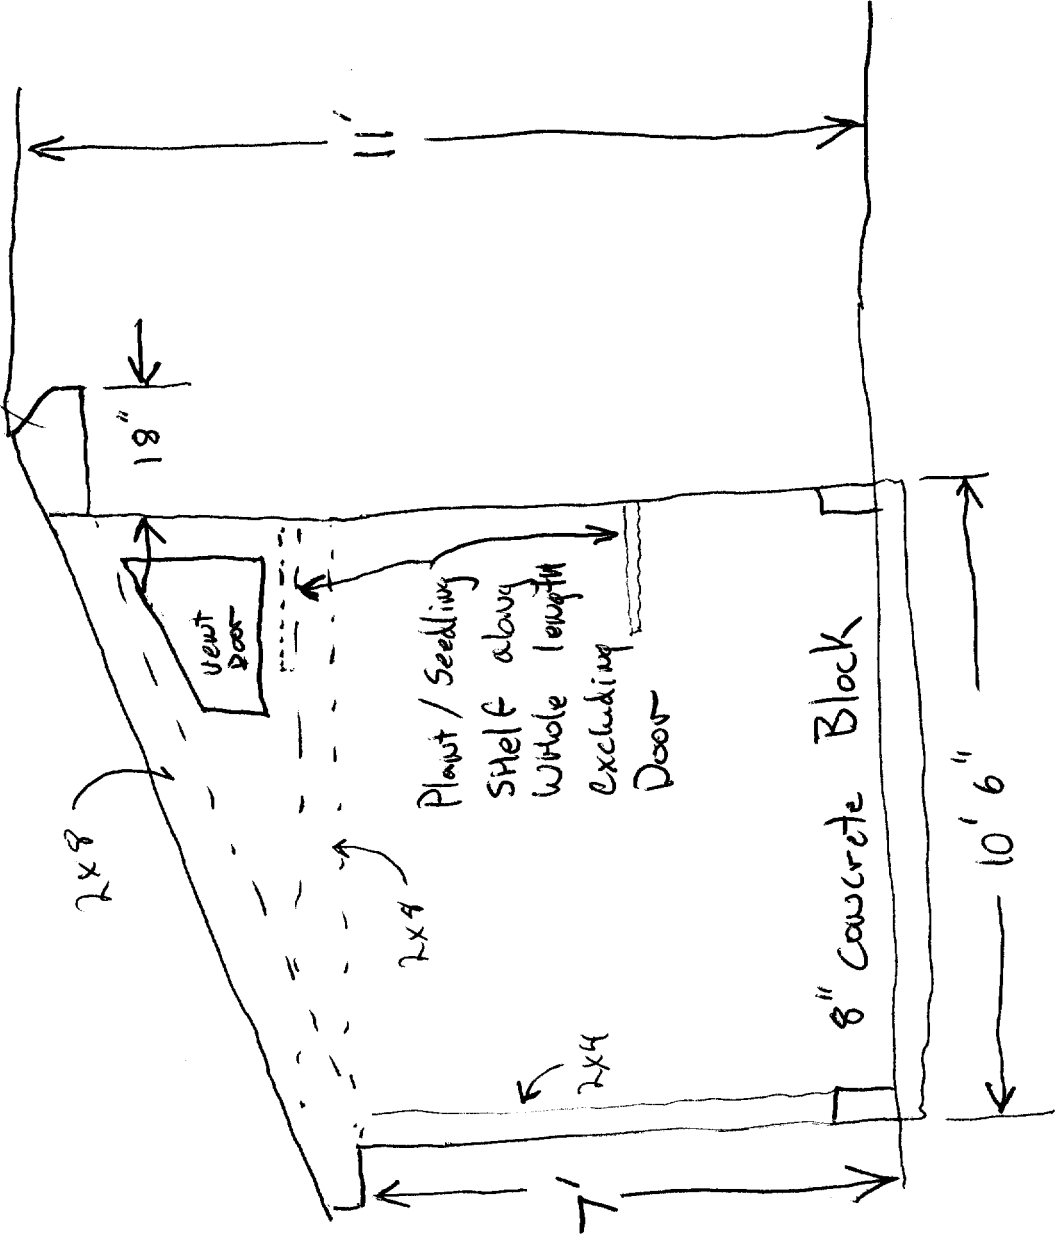 2x8
18"
vent
Door
11'
2x8
Plant / Seedling
Shelf along
Whole length
excluding
Door
7'
2x4
8" Concrete Block
10' 6"